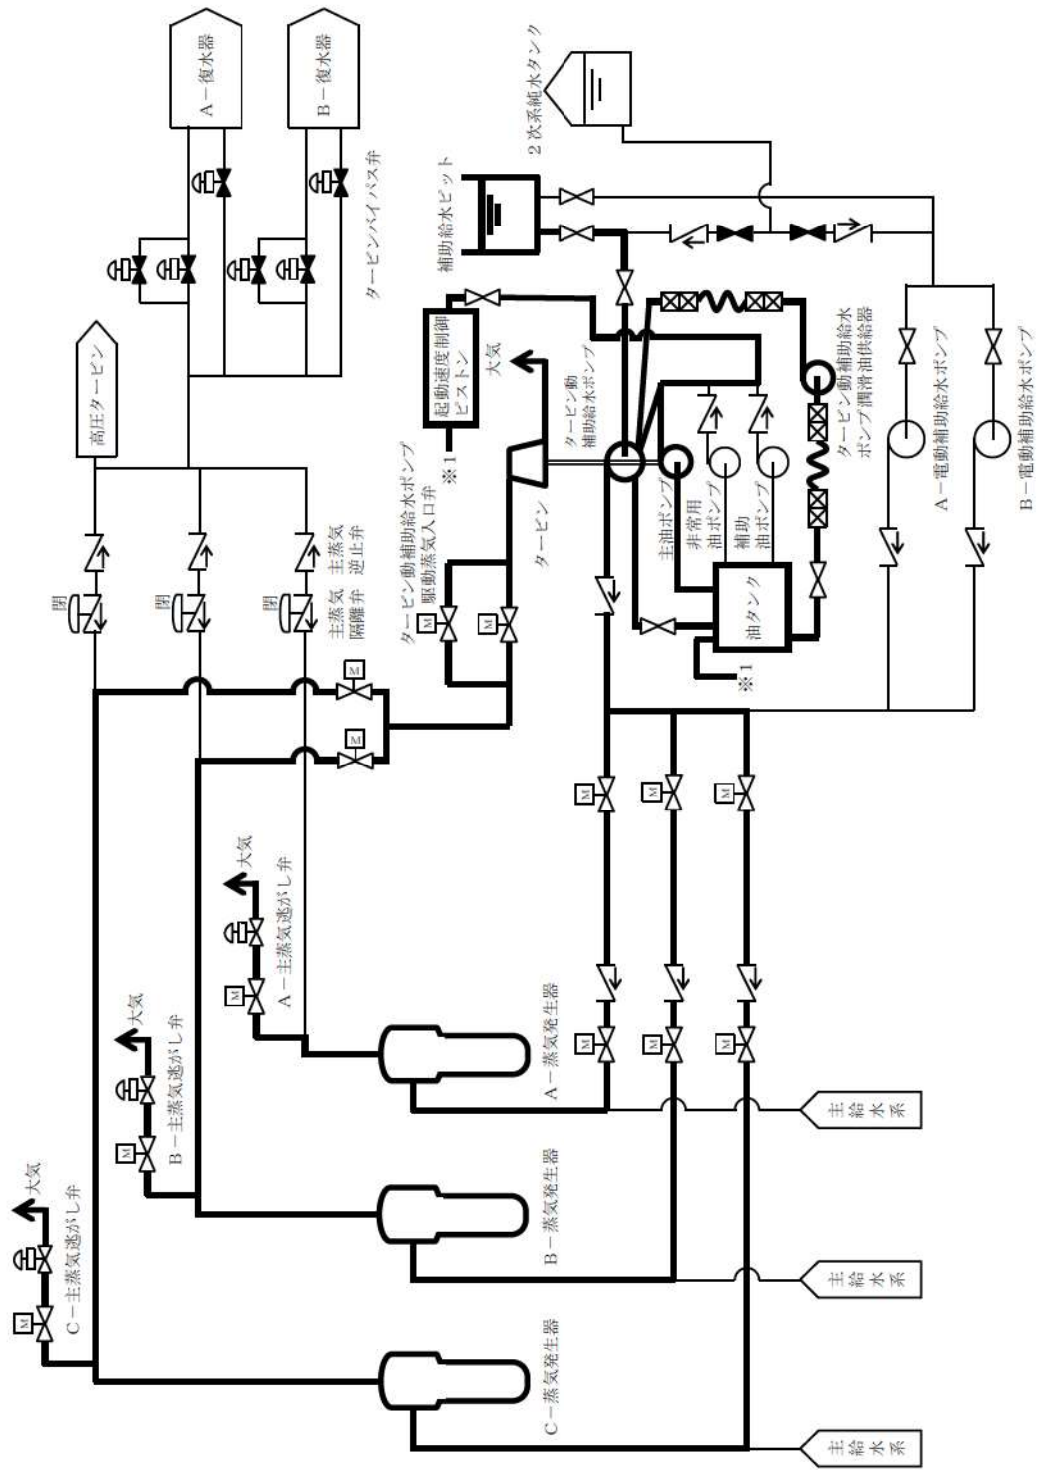 A－復水器
B－復水器
タービンバイパス弁
高圧タービン
2次系純水タンク
補助給水ピット
起動速度制御
ピストン
※1
大気
タービン動
補助給水ポンプ
タービン動補助給水
ポンプ潤滑油供給器
A－電動補助給水ポンプ
B－電動補助給水ポンプ
タービン動補助給水ポンプ
駆動蒸気入口弁
M
M
タービン
主油ポンプ
非常用
油ポンプ
補助
油ポンプ
油タンク
※1
閉
閉
閉
主蒸気
隔離弁
主蒸気
逆止弁
M
M
大気
A－主蒸気逃がし弁
M
大気
B－主蒸気逃がし弁
M
大気
C－主蒸気逃がし弁
M
M
M
M
M
M
M
A－蒸気発生器
B－蒸気発生器
C－蒸気発生器
主
給
水
系
主
給
水
系
主
給
水
系